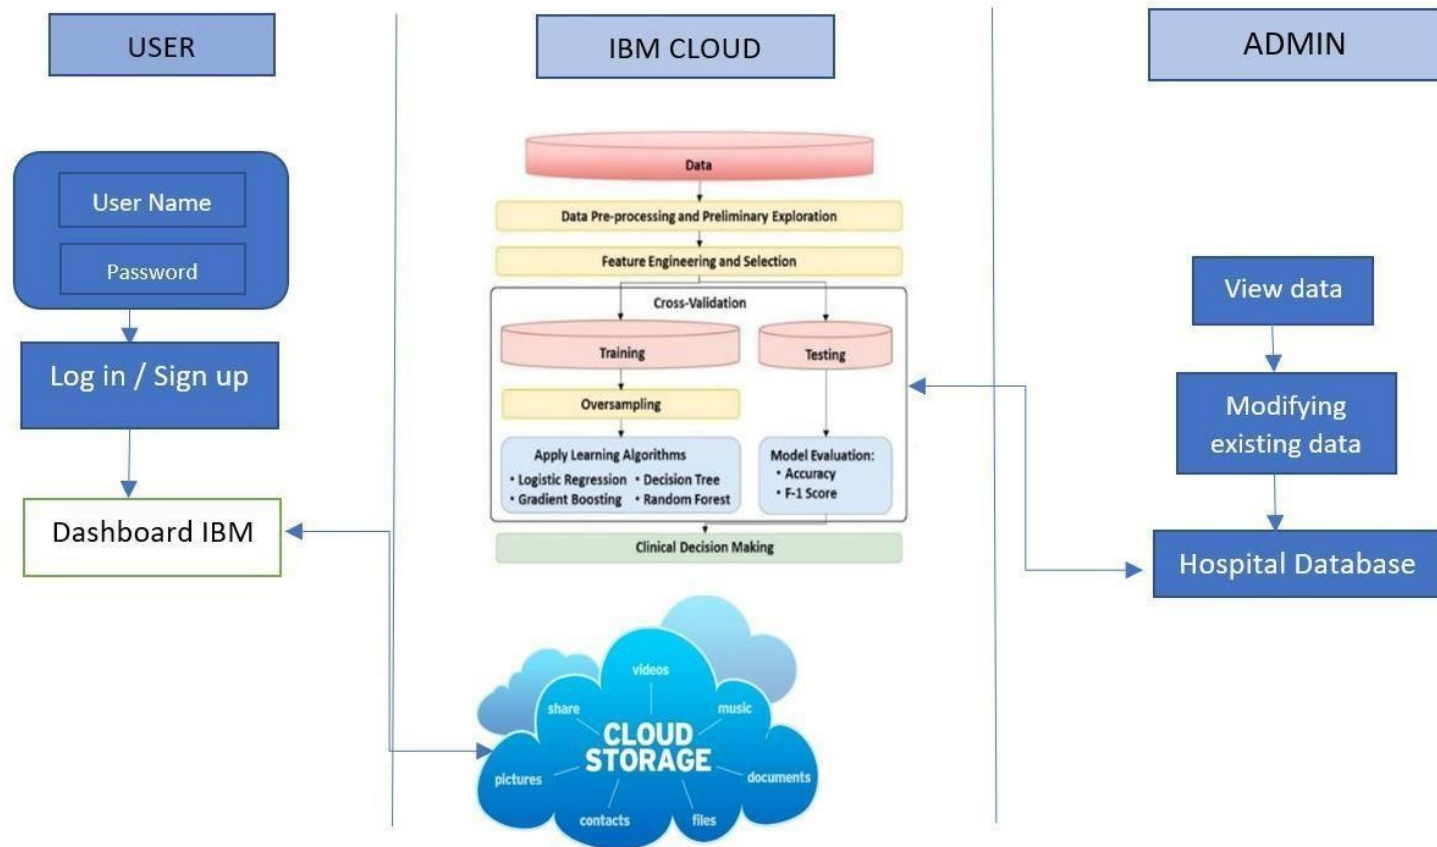 USER
User Name
Password
Log in / Sign up
Dashboard IBM
IBM CLOUD
Data
Data Pre-processing and Preliminary Exploration
Feature Engineering and Selection
Cross-Validation
Training
Testing
Oversampling
Apply Learning Algorithms
• Logistic Regression • Decision Tree
• Gradient Boosting • Random Forest
Model Evaluation:
• Accuracy
• F-1 Score
Clinical Decision Making
videos
share
music
CLOUD
STORAGE
pictures
documents
contacts
files
ADMIN
View data
Modifying
existing data
Hospital Database